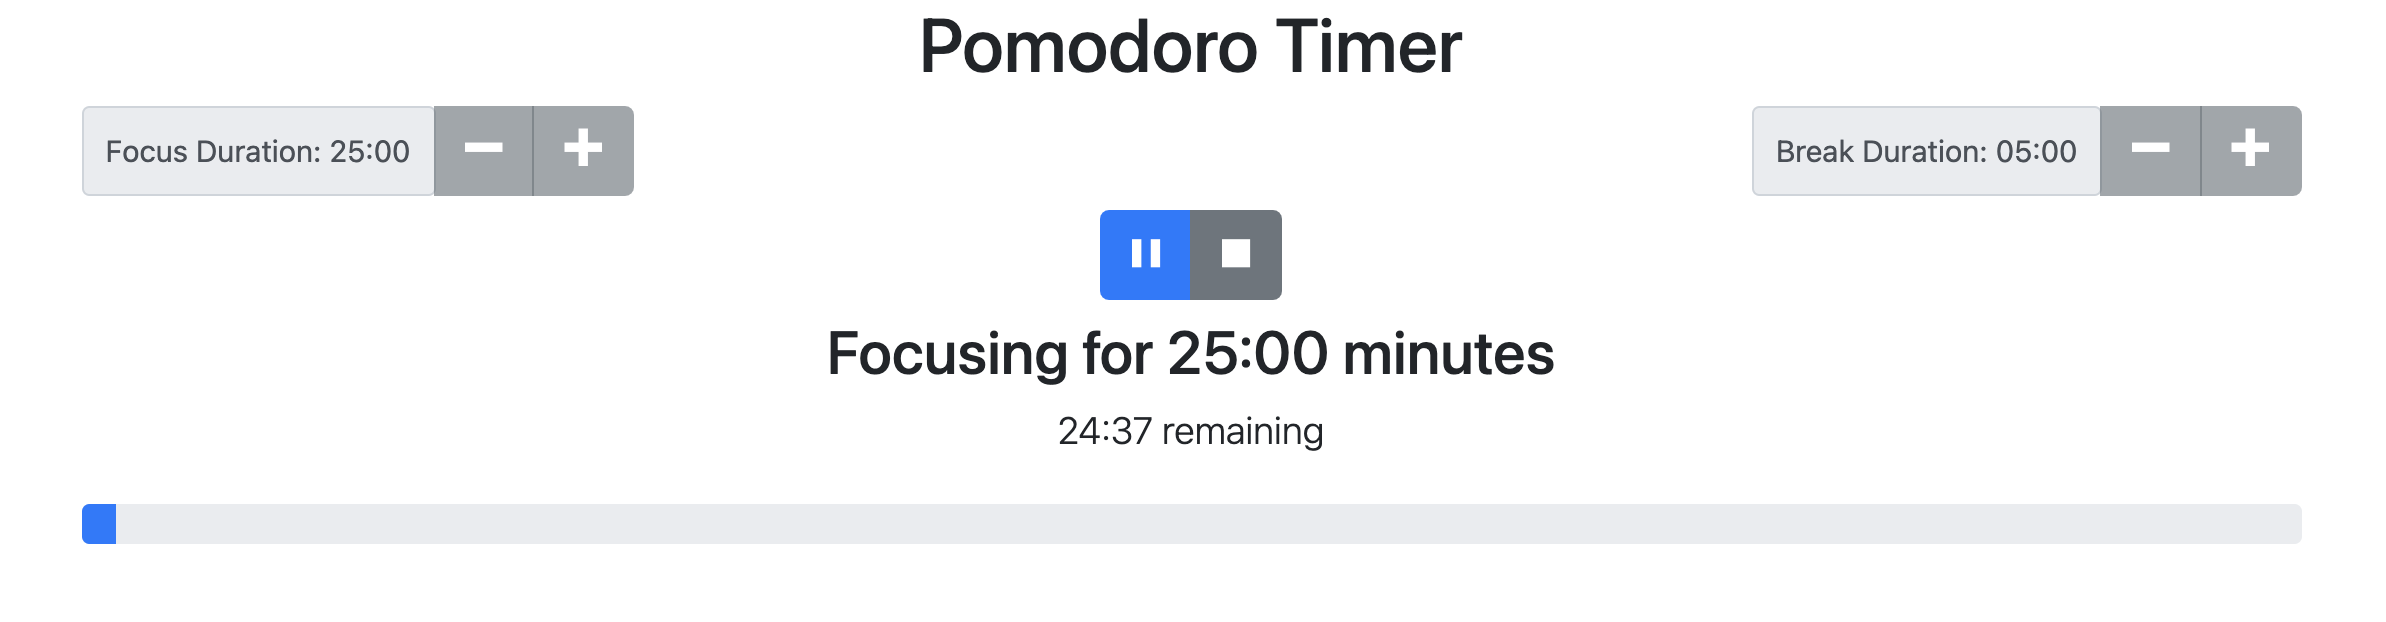 Pomodoro Timer
Focus Duration: 25:00
Break Duration: 05:00
Focusing for 25:00 minutes
24:37 remaining